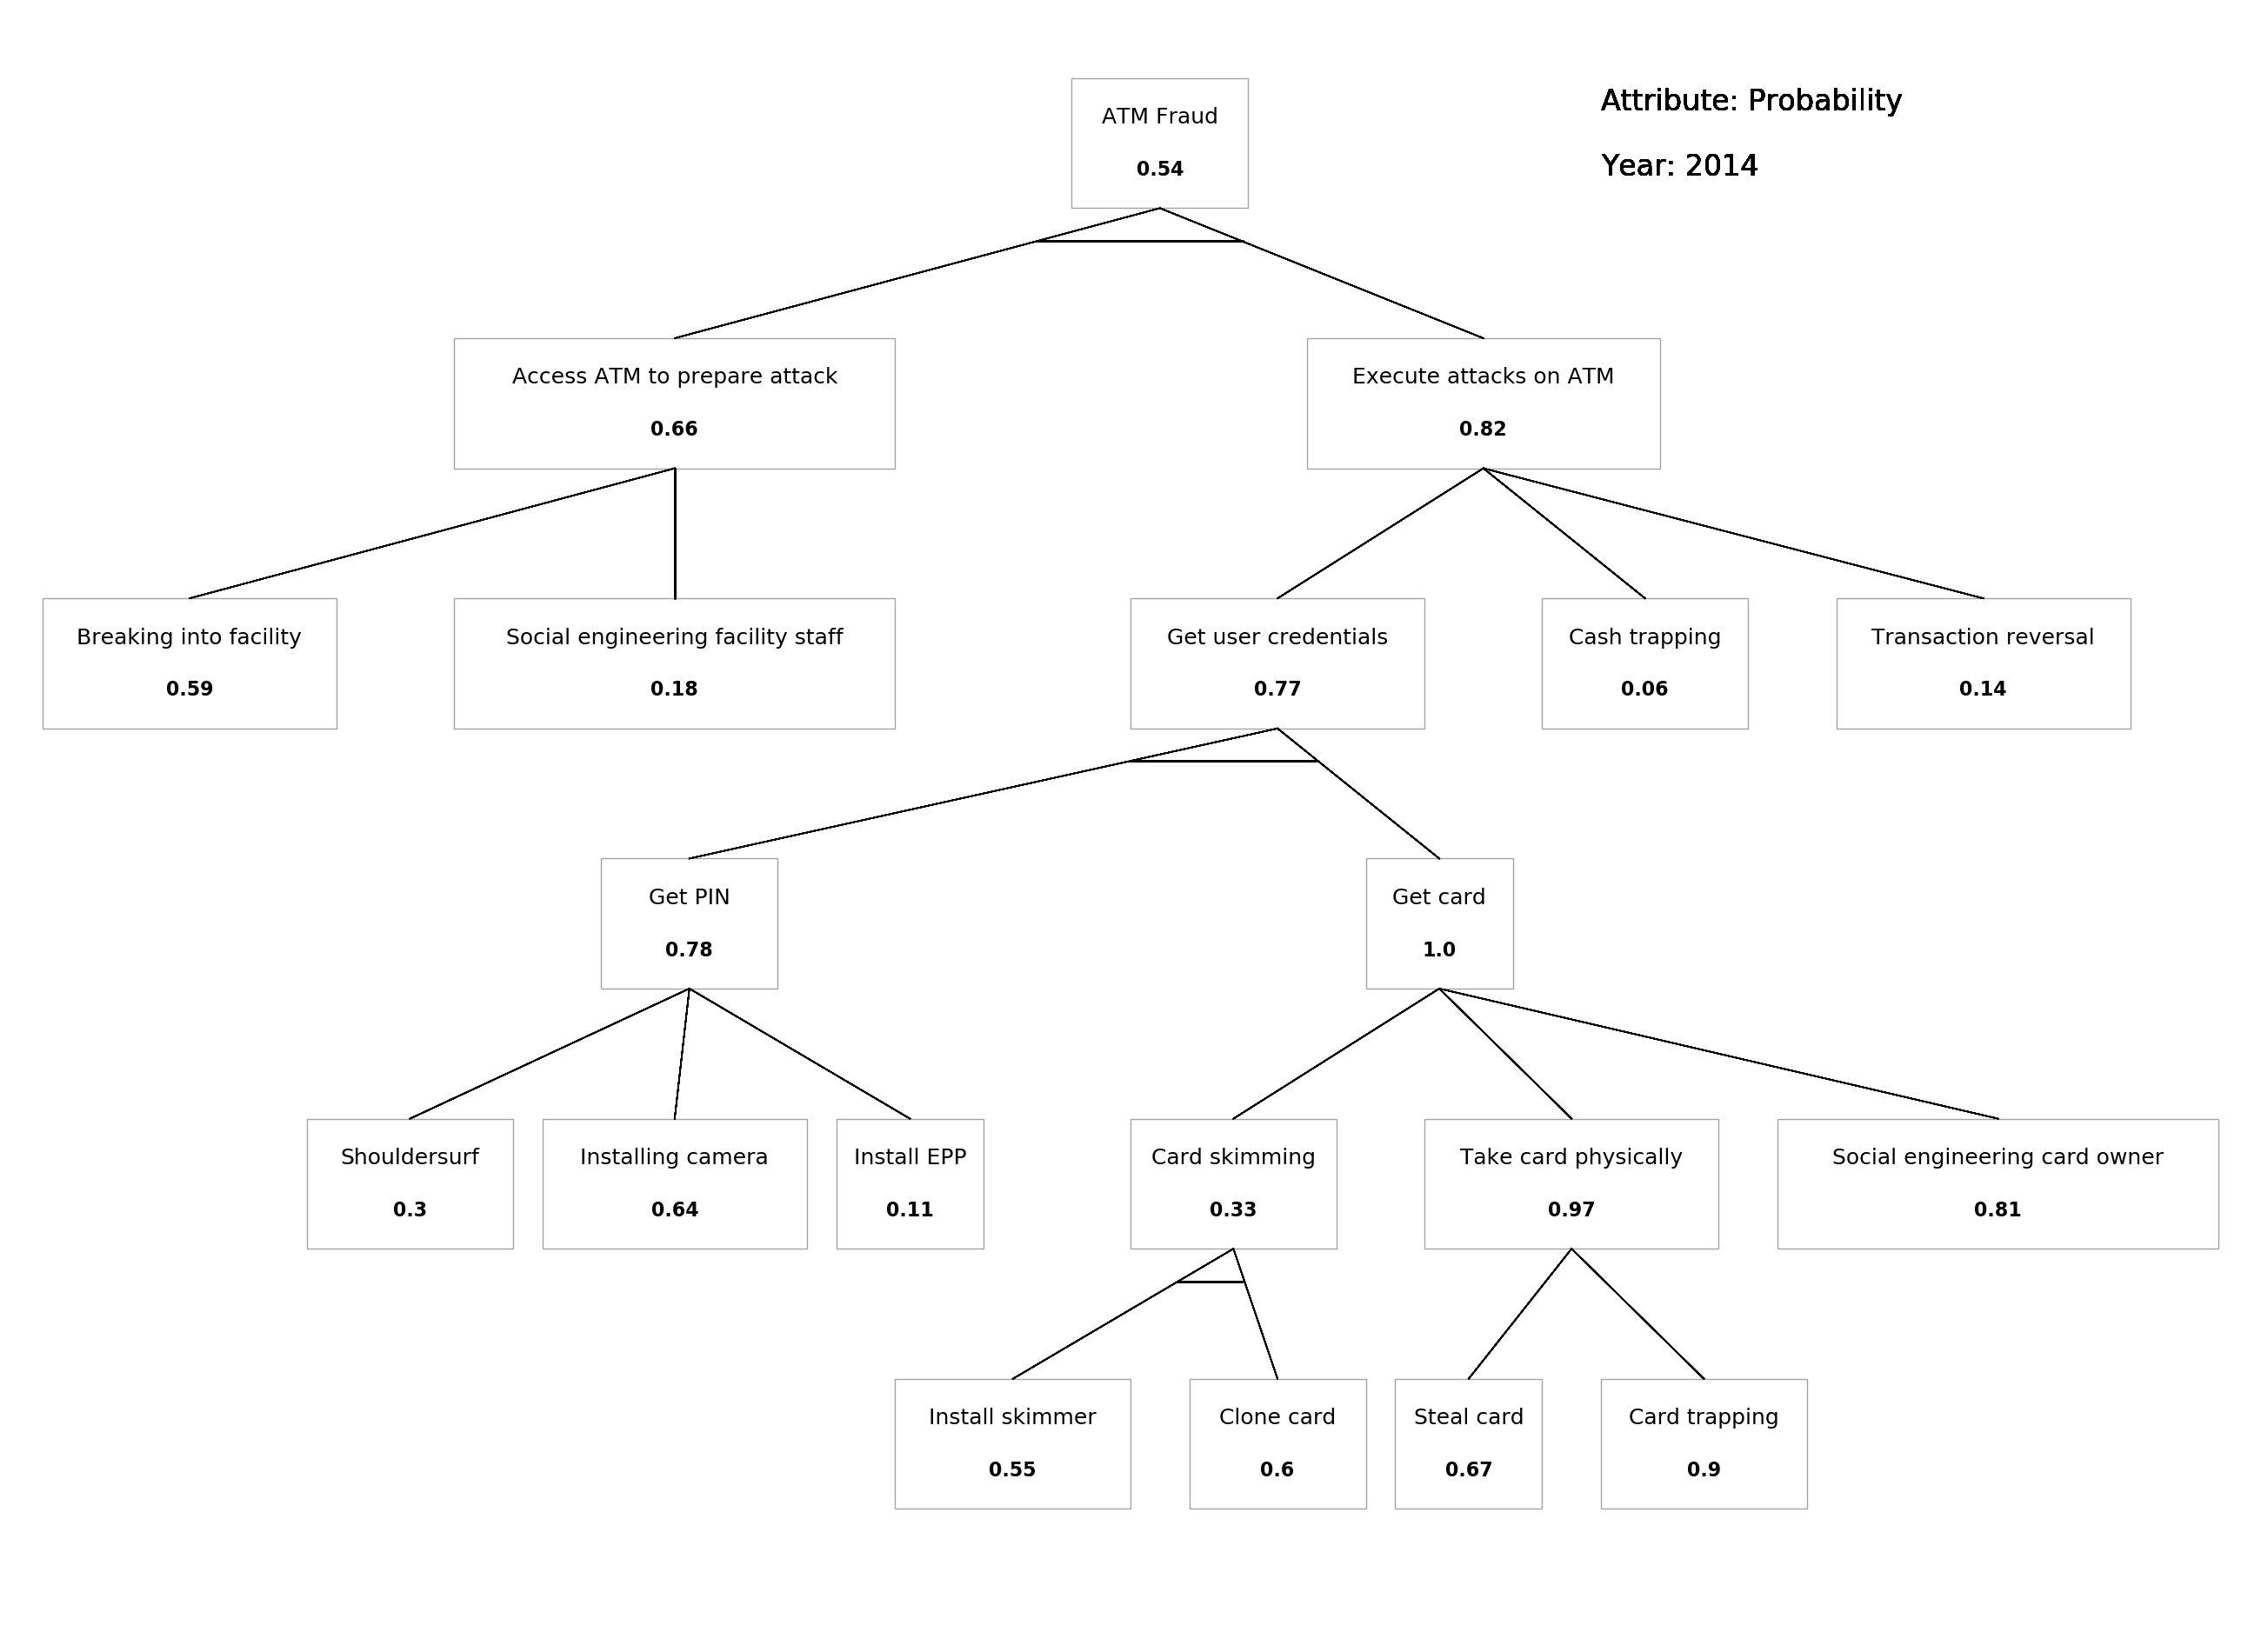 ATM Fraud
0.54
Attribute: Probability
Year: 2014
Access ATM to prepare attack
0.66
Execute attacks on ATM
0.82
Breaking into facility
0.59
Social engineering facility staff
0.18
Get user credentials
0.77
Cash trapping
0.06
Transaction reversal
0.14
Get PIN
0.78
Get card
1.0
Shouldersurf
0.3
Installing camera
0.64
Install EPP
0.11
Card skimming
0.33
Take card physically
0.97
Social engineering card owner
0.81
Install skimmer
0.55
Clone card
0.6
Steal card
0.67
Card trapping
0.9